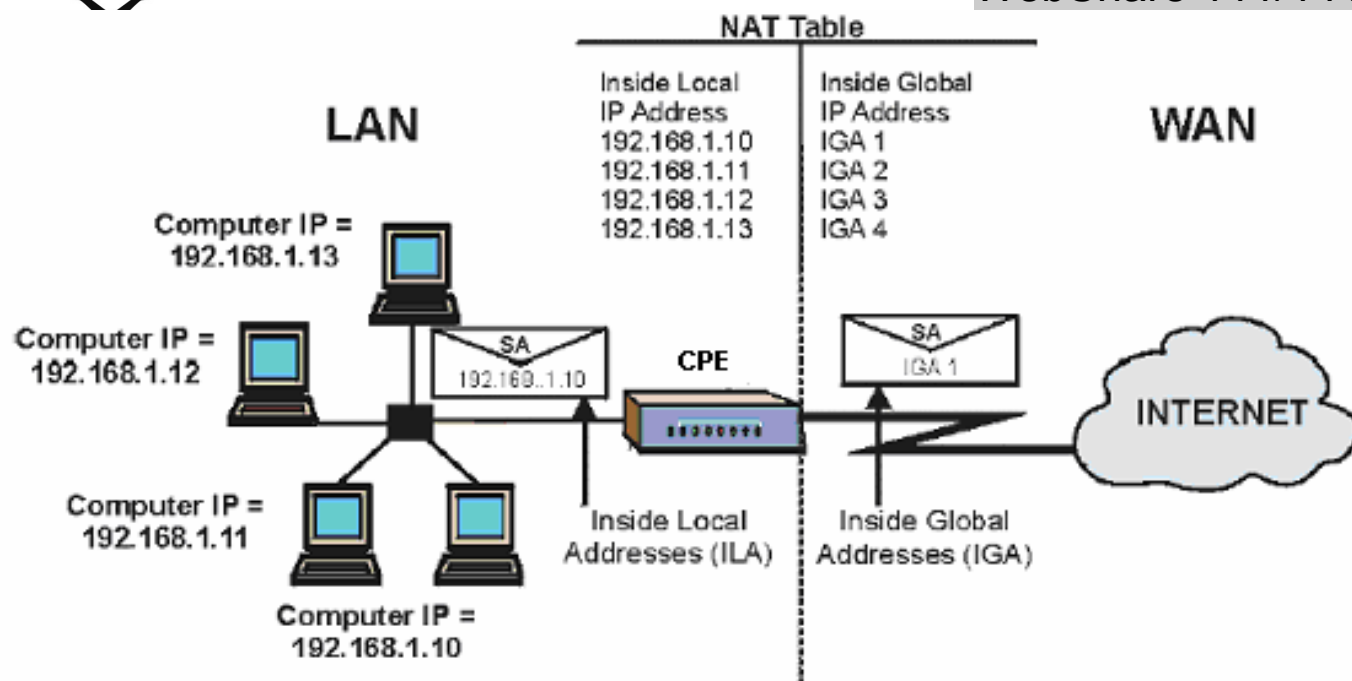 NAT Table
Inside Local
IP Address
192.168.1.10
192.168.1.11
192.168.1.12
192.168.1.13
Inside Global
IP Address
IGA 1
IGA 2
IGA 3
IGA 4
LAN
WAN
Computer IP =
192.168.1.13
Computer IP =
192.168.1.12
SA
192.168..1.10
CPE
SA
IGA 1
INTERNET
Computer IP =
192.168.1.11
Inside Local
Addresses (ILA)
Inside Global
Addresses (IGA)
Computer IP =
192.168.1.10